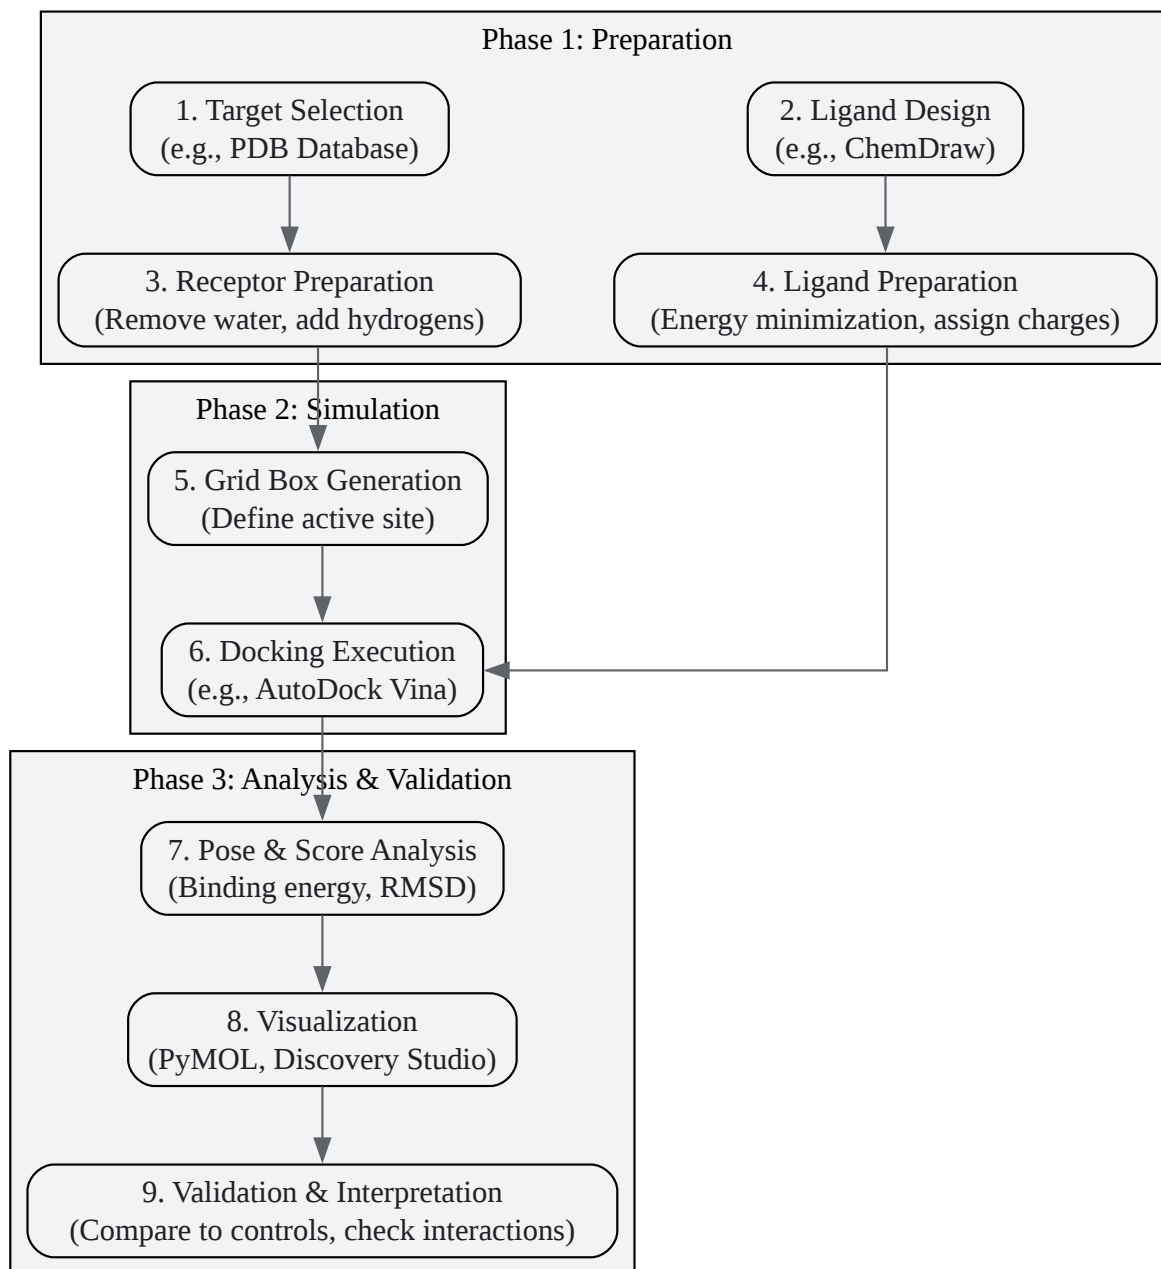 Phase 1: Preparation
1. Target Selection
(e.g., PDB Database)
2. Ligand Design
(e.g., ChemDraw)
3. Receptor Preparation
(Remove water, add hydrogens)
4. Ligand Preparation
(Energy minimization, assign charges)
Phase 2: Simulation
5. Grid Box Generation
(Define active site)
6. Docking Execution
(e.g., AutoDock Vina)
Phase 3: Analysis & Validation
7. Pose & Score Analysis
(Binding energy, RMSD)
8. Visualization
(PyMOL, Discovery Studio)
9. Validation & Interpretation
(Compare to controls, check interactions)